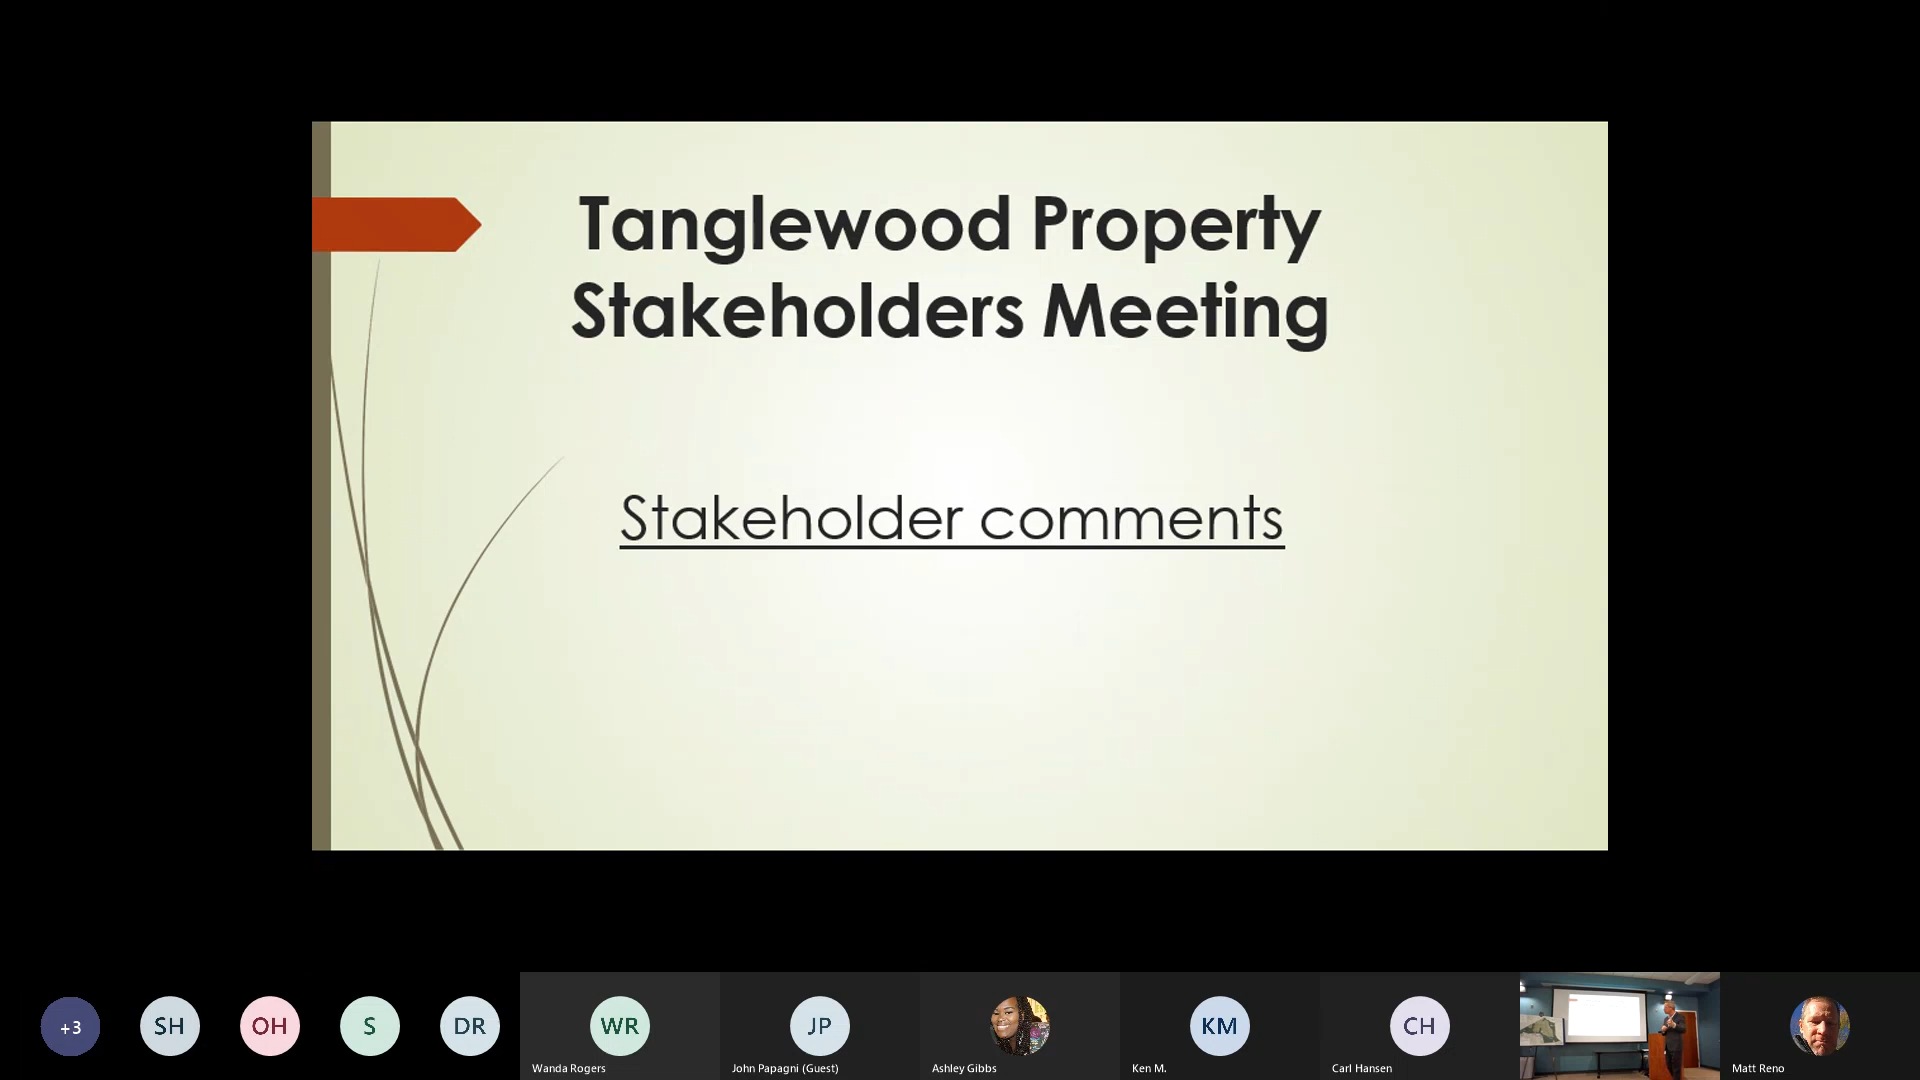 Tanglewood Property
Stakeholders Meeting
Stakeholder comments
+3
SH
OH
S
DR
WR
JP
KM
CH
Wanda Rogers
John Papagni (Guest)
Ashley Gibbs
Ken M.
Carl Hansen
Matt Reno